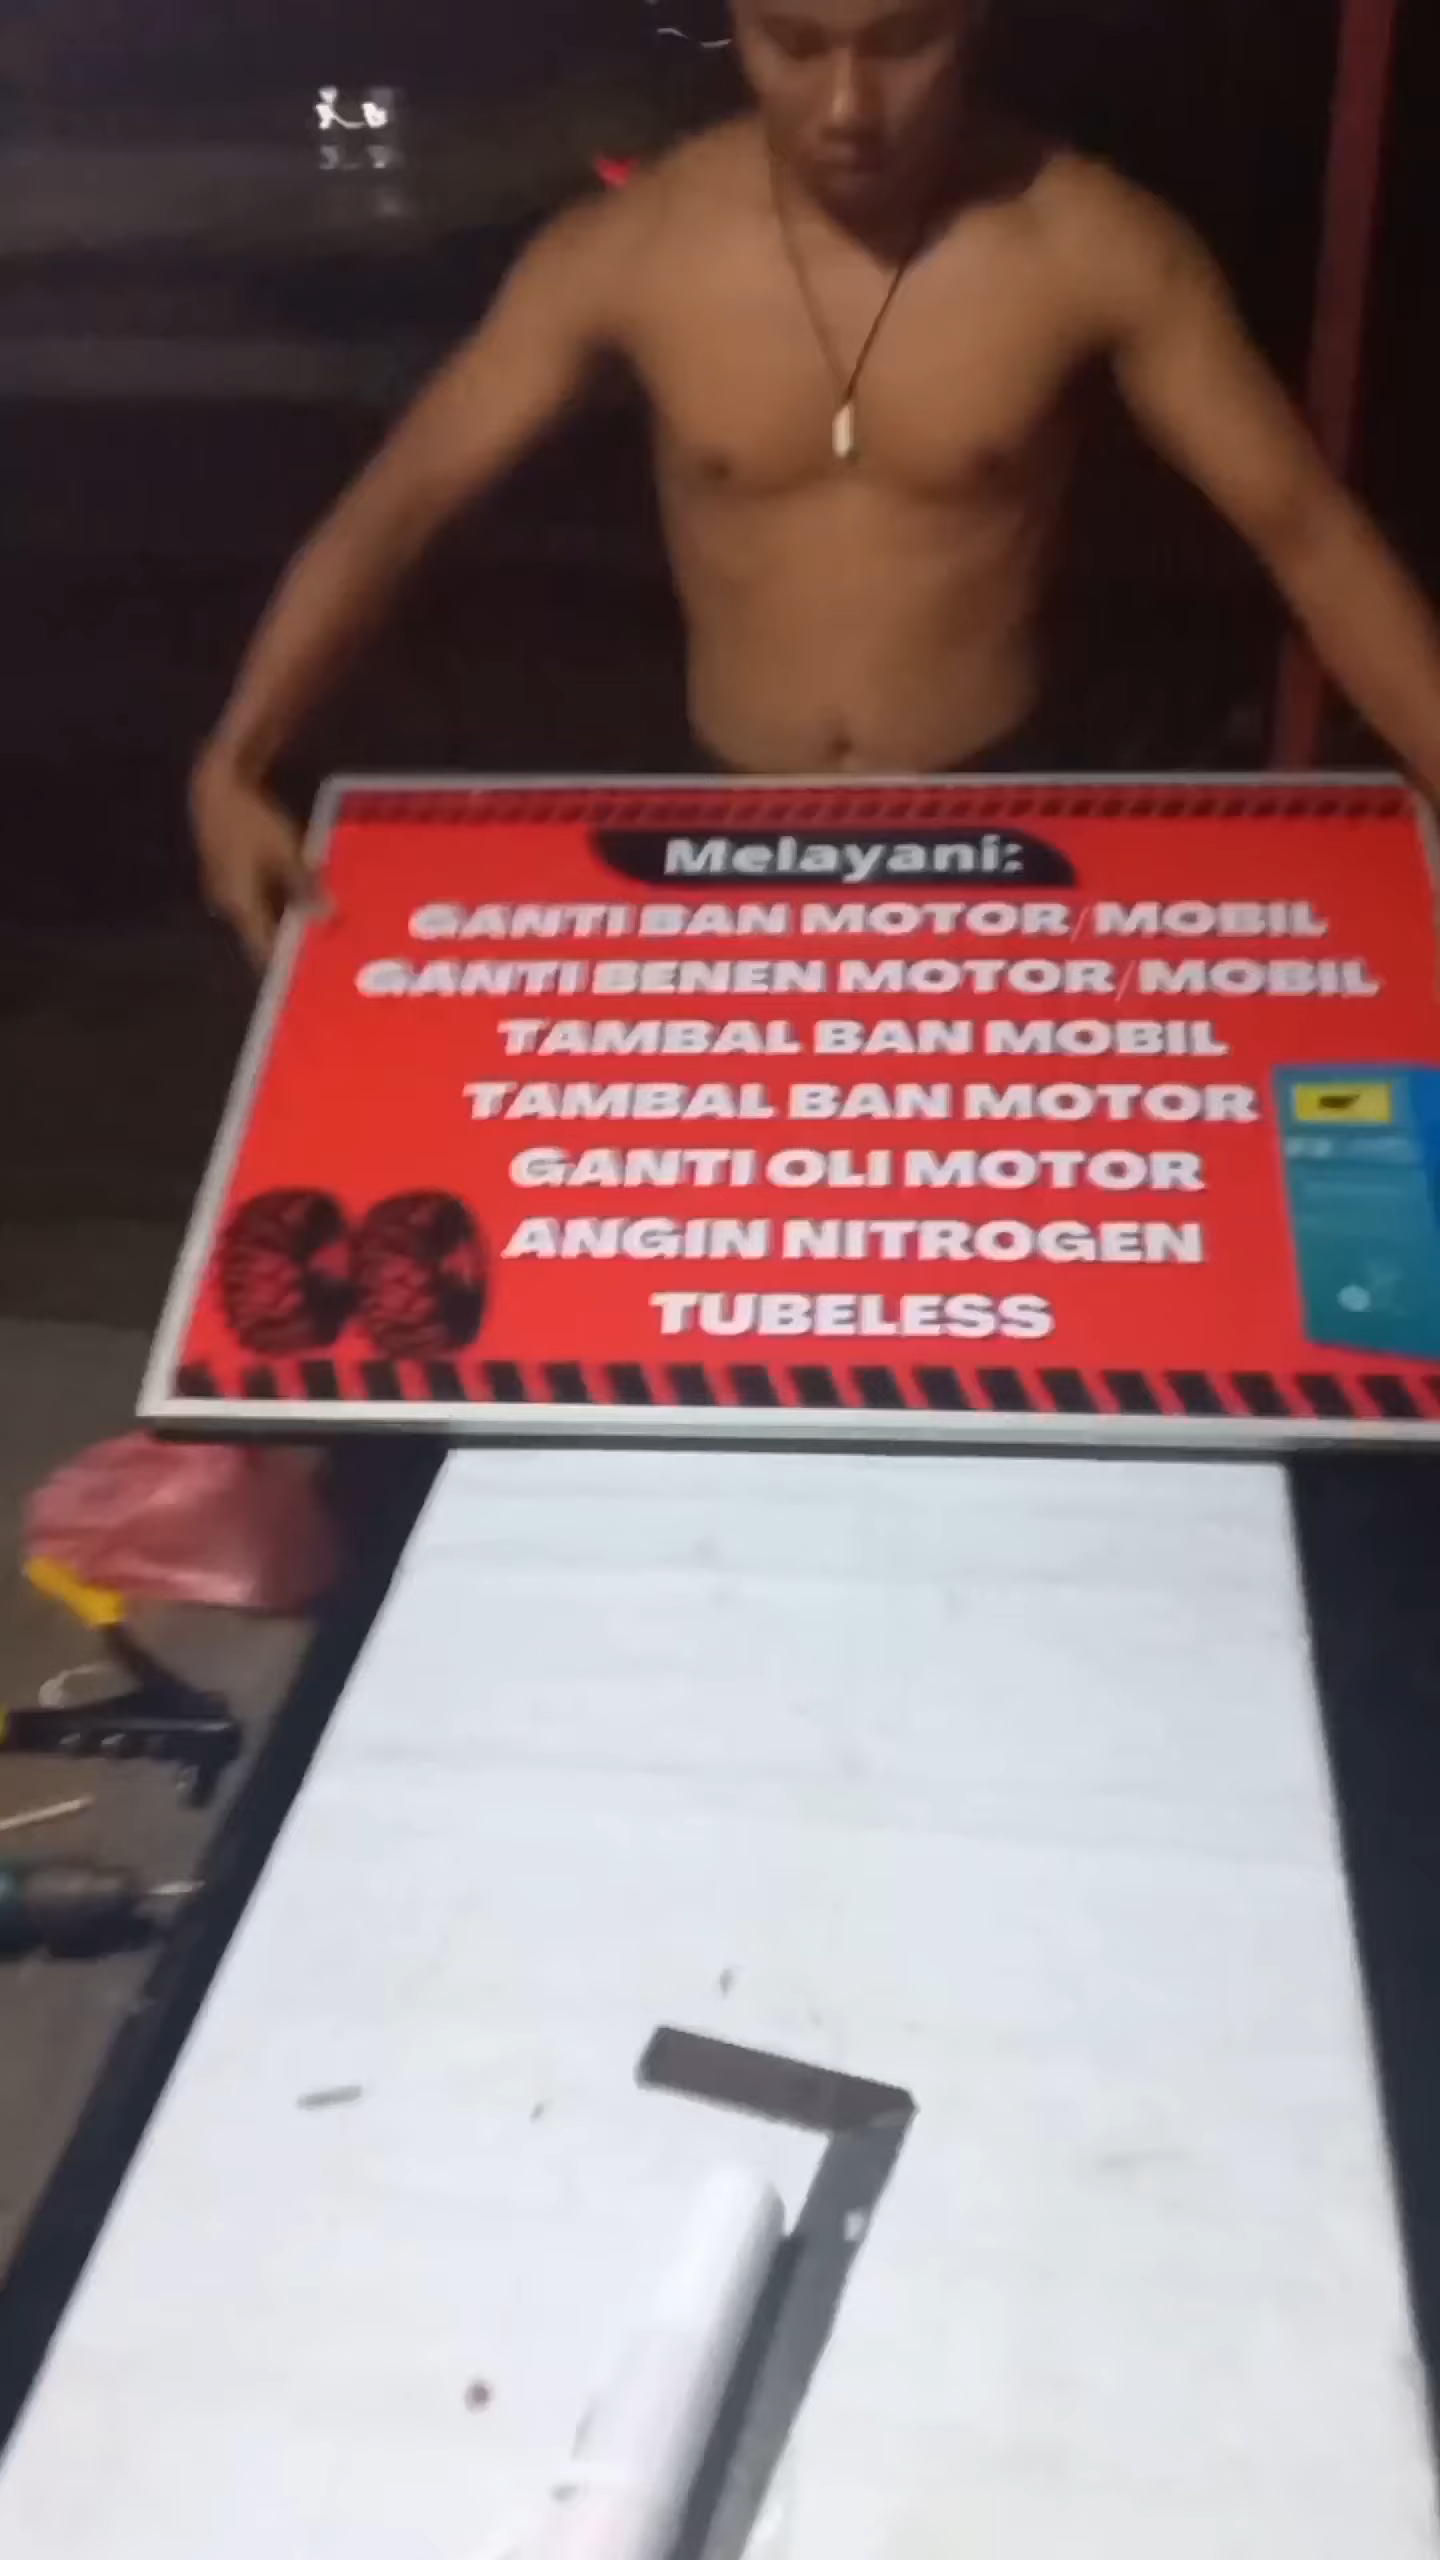 Melayani:
GANTI BAN MOTOR/MOBIL
GANTI BENEN MOTOR/MOBIL
TAMBAL BAN MOBIL
TAMBAL BAN MOTOR
GANTI OLI MOTOR
ANGIN NITROGEN
TUBELESS